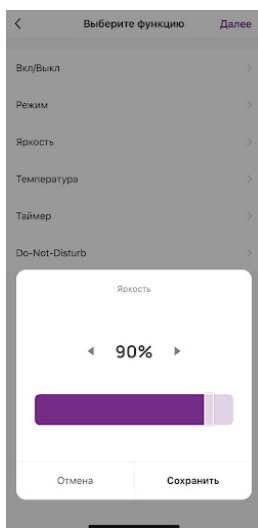 Выберите функцию Далее
Вкл/Выкл
Режим
Яркость
Температура
Таймер
Do-Not-Disturb
Яркость
90%
Отмена Сохранить